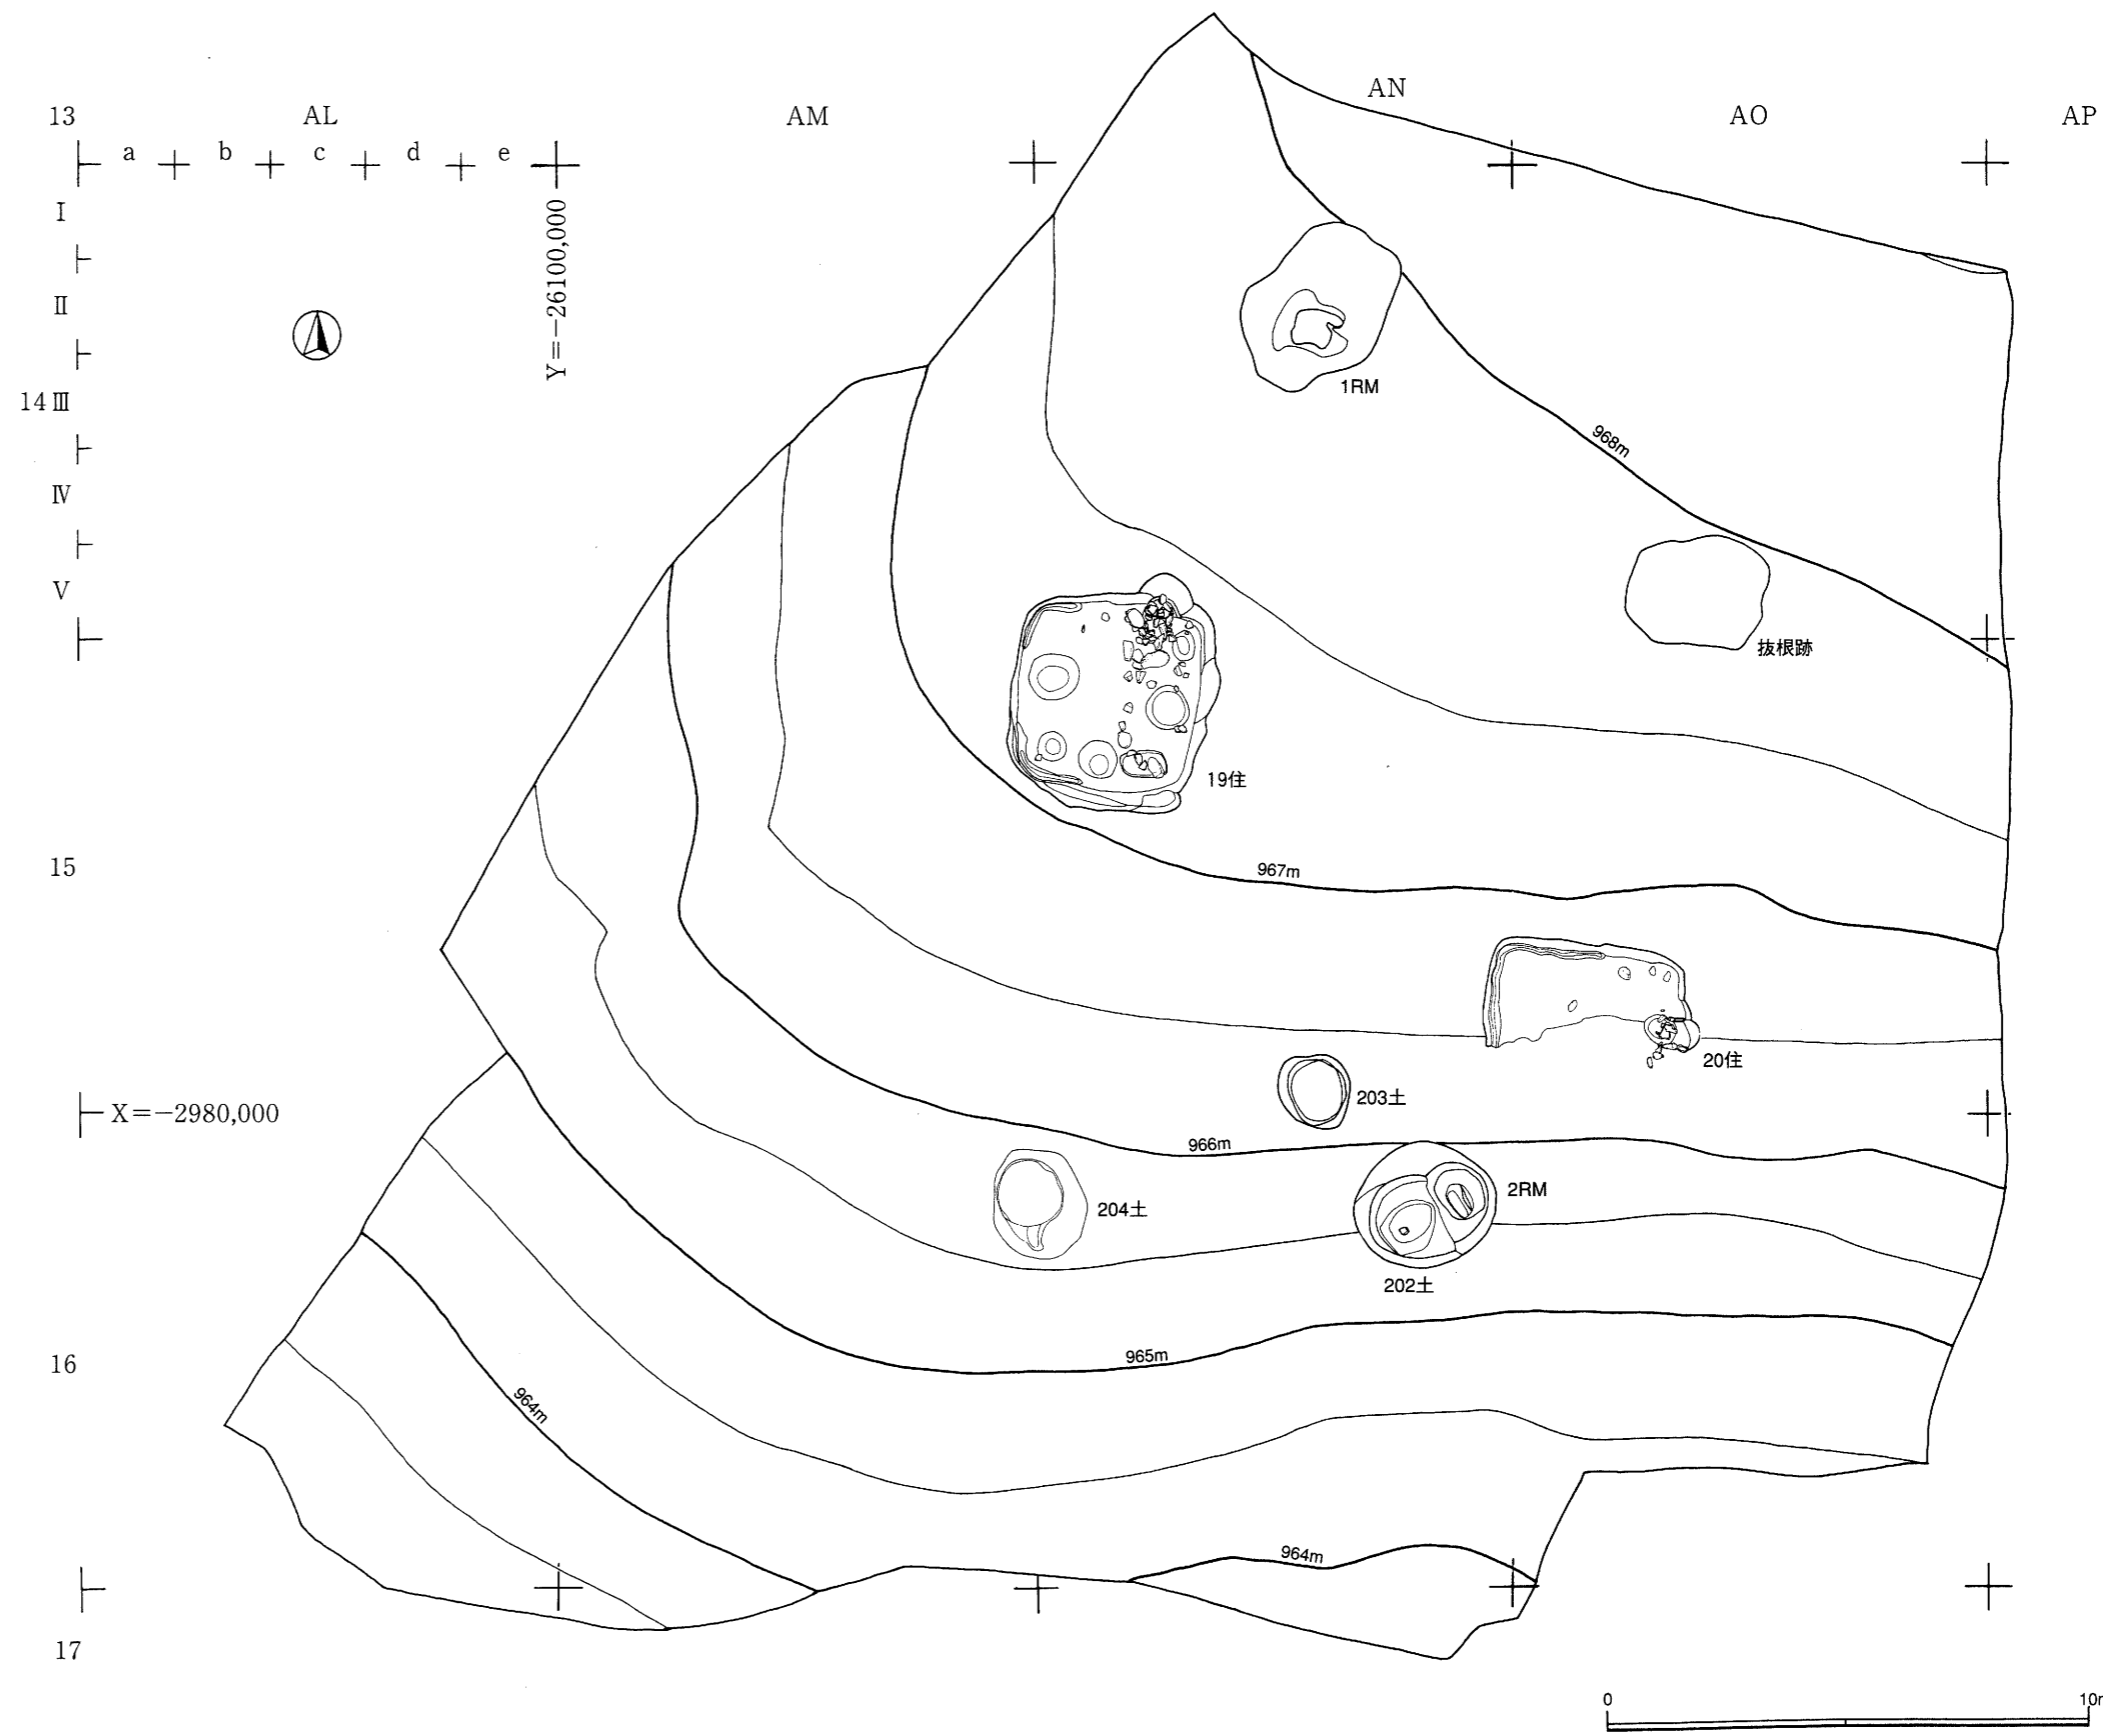 AN
13 AL AM AO AP
a b c d e
I
Y=-26100,000
II
1RM
14 III
968m
IV
V
抜根跡
19住
15
967m
20住
203土
X=-2980,000
966m
2RM
204土
202土
965m
16
964m
964m
17
0 10m